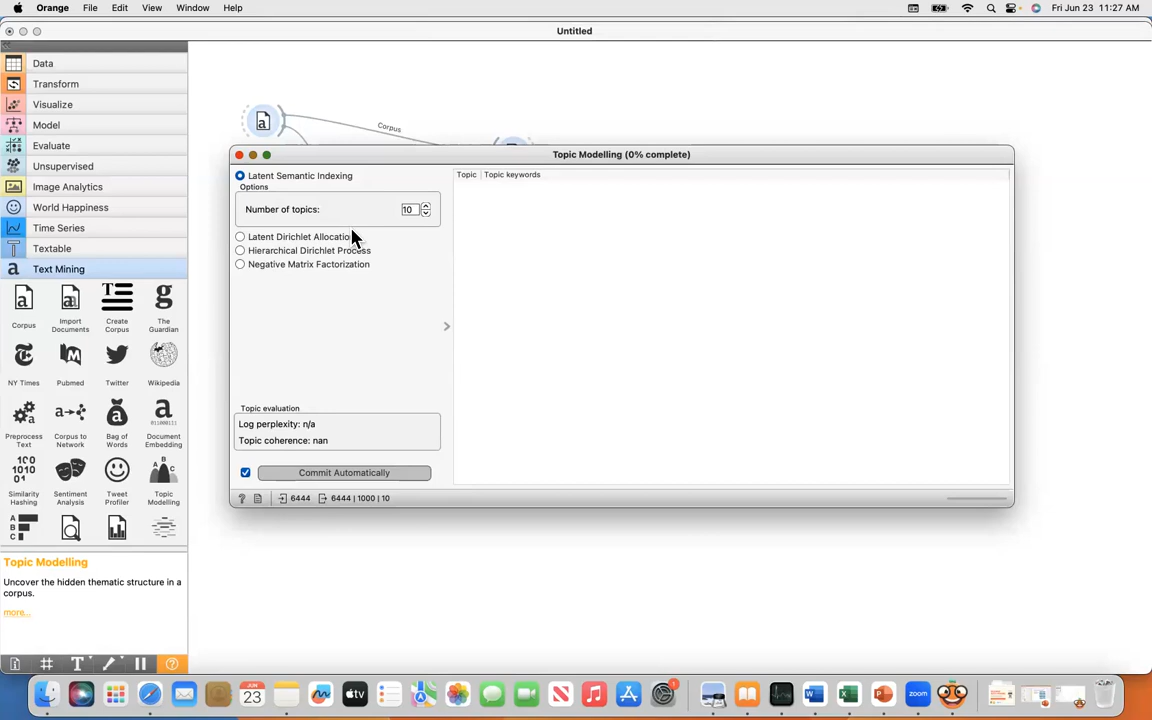 Orange File Edit View Window Help
Fri Jun 23 11:27 AM
Untitled
Data
Transform
Visualize
Model
Evaluate
Unsupervised
Image Analytics
World Happiness
Time Series
Textable
Text Mining
Corpus
Import Documents
Create Corpus
The Guardian
NY Times
Pubmed
Twitter
Wikipedia
Preprocess Text
Corpus to Network
Bag of Words
Document Embedding
Similarity Hashing
Sentiment Analysis
Tweet Profiler
Topic Modelling
Topic Modelling
Uncover the hidden thematic structure in a
corpus.
more...
Corpus
Topic Modelling (0% complete)
Latent Semantic Indexing
Options
Number of topics: 10
Latent Dirichlet Allocation
Hierarchical Dirichlet Process
Negative Matrix Factorization
Topic evaluation
Log perplexity: n/a
Topic coherence: nan
Commit Automatically
6444 6444 | 1000 | 10
Topic Topic keywords
JUN
23
tv
zoom
1